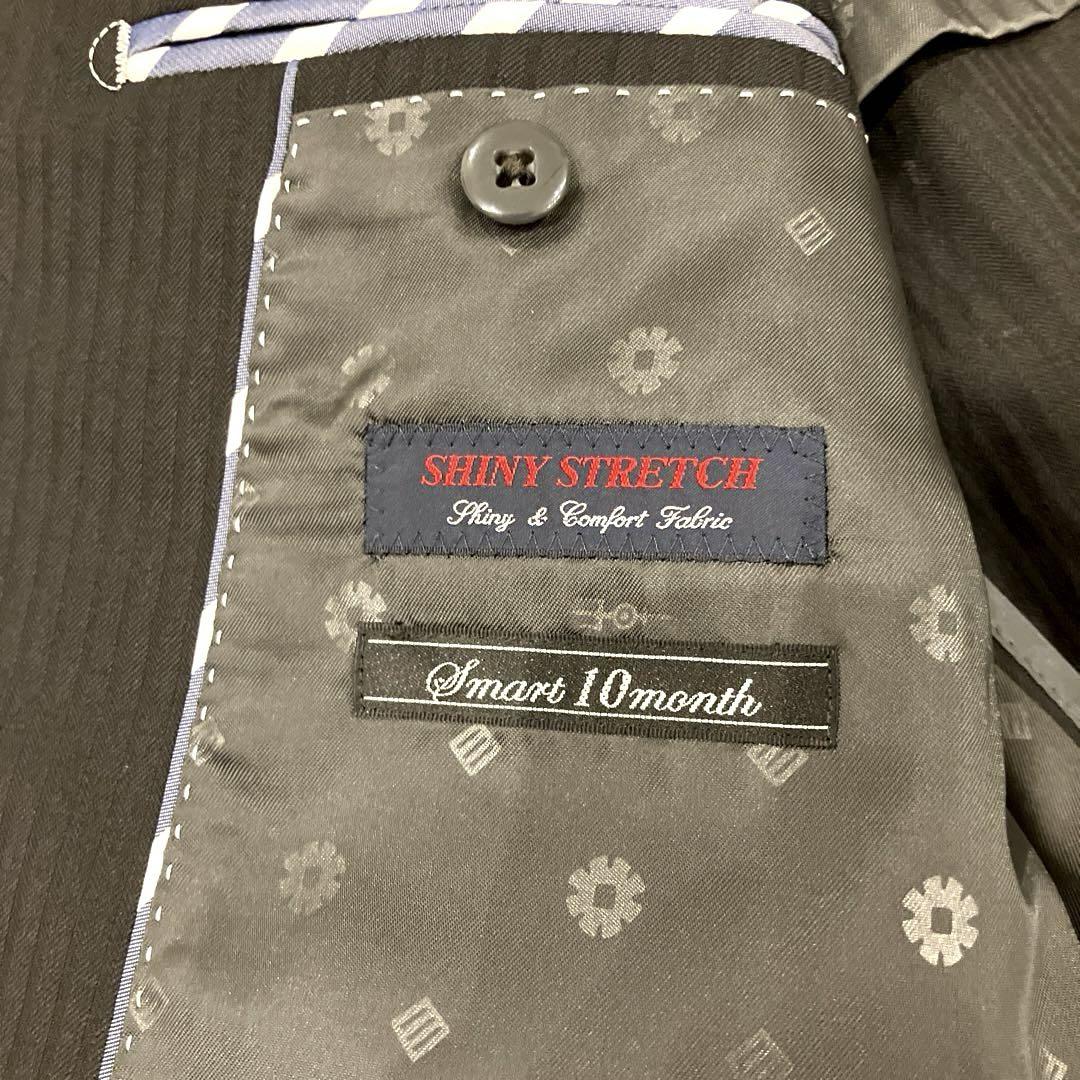 SHINY STRETCH
Shiny & Comfort Fabric
Smart 10month